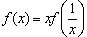 f(x) = xf(1/x)